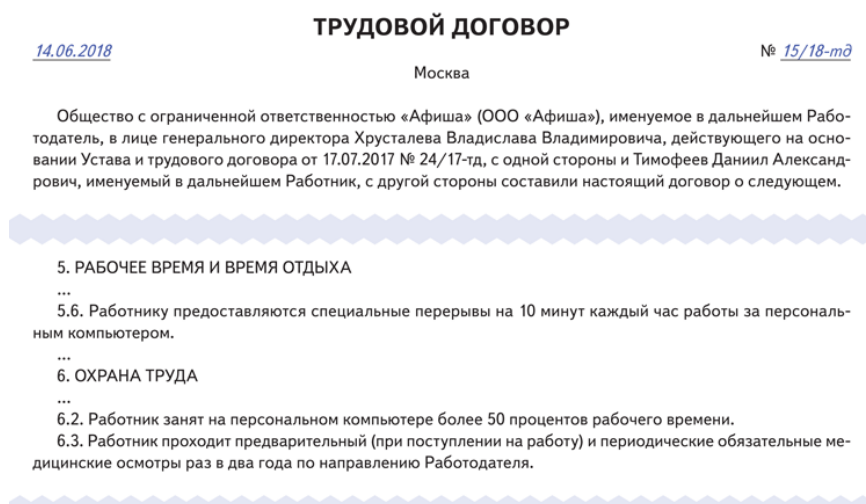 ТРУДОВОЙ ДОГОВОР
14.06.2018 № 15/18-тд
Москва
Общество с ограниченной ответственностью «Афиша» (ООО «Афиша»), именуемое в дальнейшем Рабо-
тодатель, в лице генерального директора Хрусталева Владислава Владимировича, действующего на осно-
вании Устава и трудового договора от 17.07.2017 № 24/17-тд, с одной стороны и Тимофеев Даниил Александ-
рович, именуемый в дальнейшем Работник, с другой стороны составили настоящий договор о следующем.
5. РАБОЧЕЕ ВРЕМЯ И ВРЕМЯ ОТДЫХА
...
5.6. Работнику предоставляются специальные перерывы на 10 минут каждый час работы за персональ-
ным компьютером.
...
6. ОХРАНА ТРУДА
...
6.2. Работник занят на персональном компьютере более 50 процентов рабочего времени.
6.3. Работник проходит предварительный (при поступлении на работу) и периодические обязательные ме-
дицинские осмотры раз в два года по направлению Работодателя.